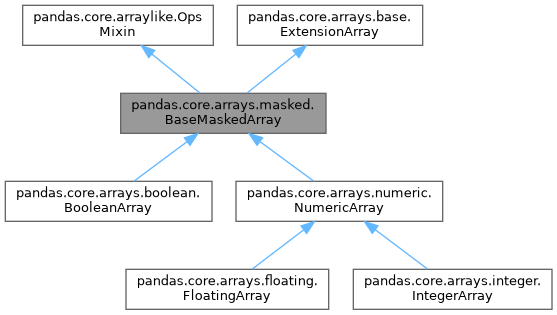 pandas.core.arraylike.Ops
Mixin
pandas.core.arrays.base.
ExtensionArray
pandas.core.arrays.masked.
BaseMaskedArray
pandas.core.arrays.boolean.
BooleanArray
pandas.core.arrays.numeric.
NumericArray
pandas.core.arrays.floating.
FloatingArray
pandas.core.arrays.integer.
IntegerArray